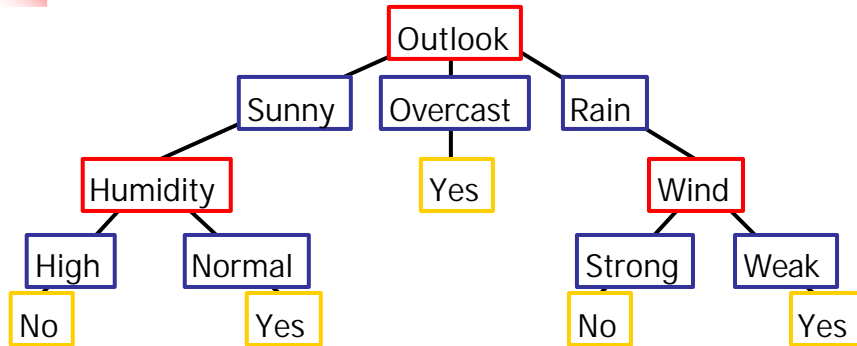 Outlook
Sunny Overcast Rain
Humidity Yes Wind
High Normal Strong Weak
No Yes No Yes